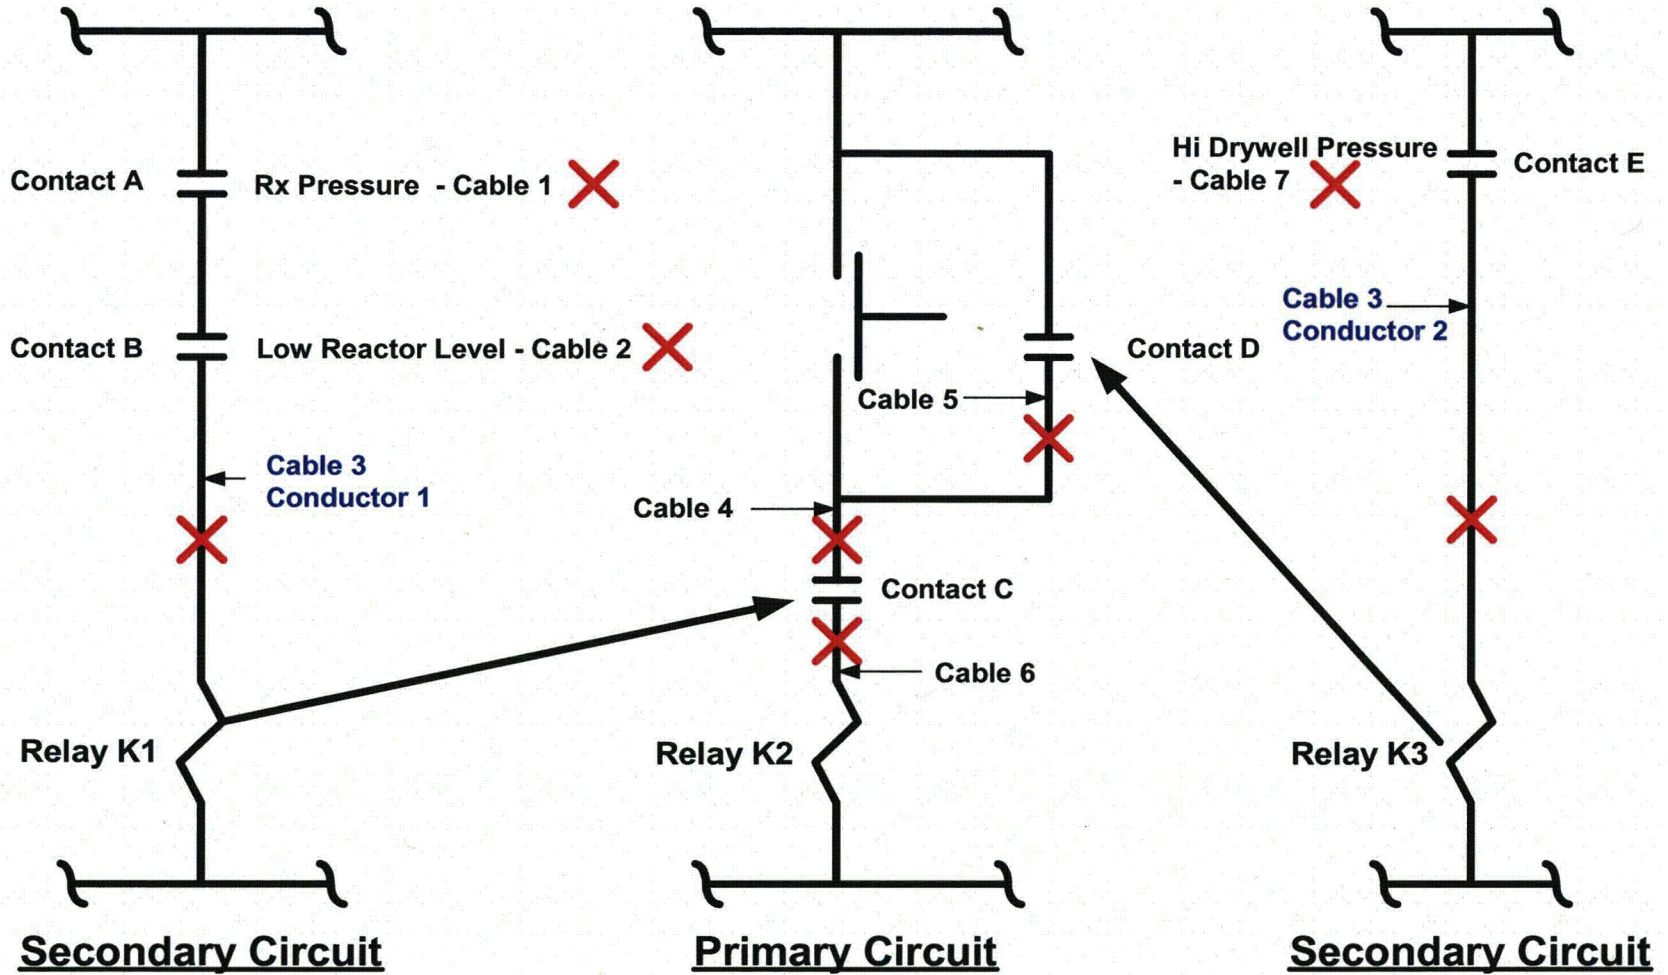 Contact A
Rx Pressure - Cable 1
Contact B
Low Reactor Level - Cable 2
Cable 3
Conductor 1
Relay K1
Secondary Circuit
Cable 5
Contact D
Cable 4
Contact C
Cable 6
Relay K2
Primary Circuit
Hi Drywell Pressure
- Cable 7
Contact E
Cable 3
Conductor 2
Relay K3
Secondary Circuit